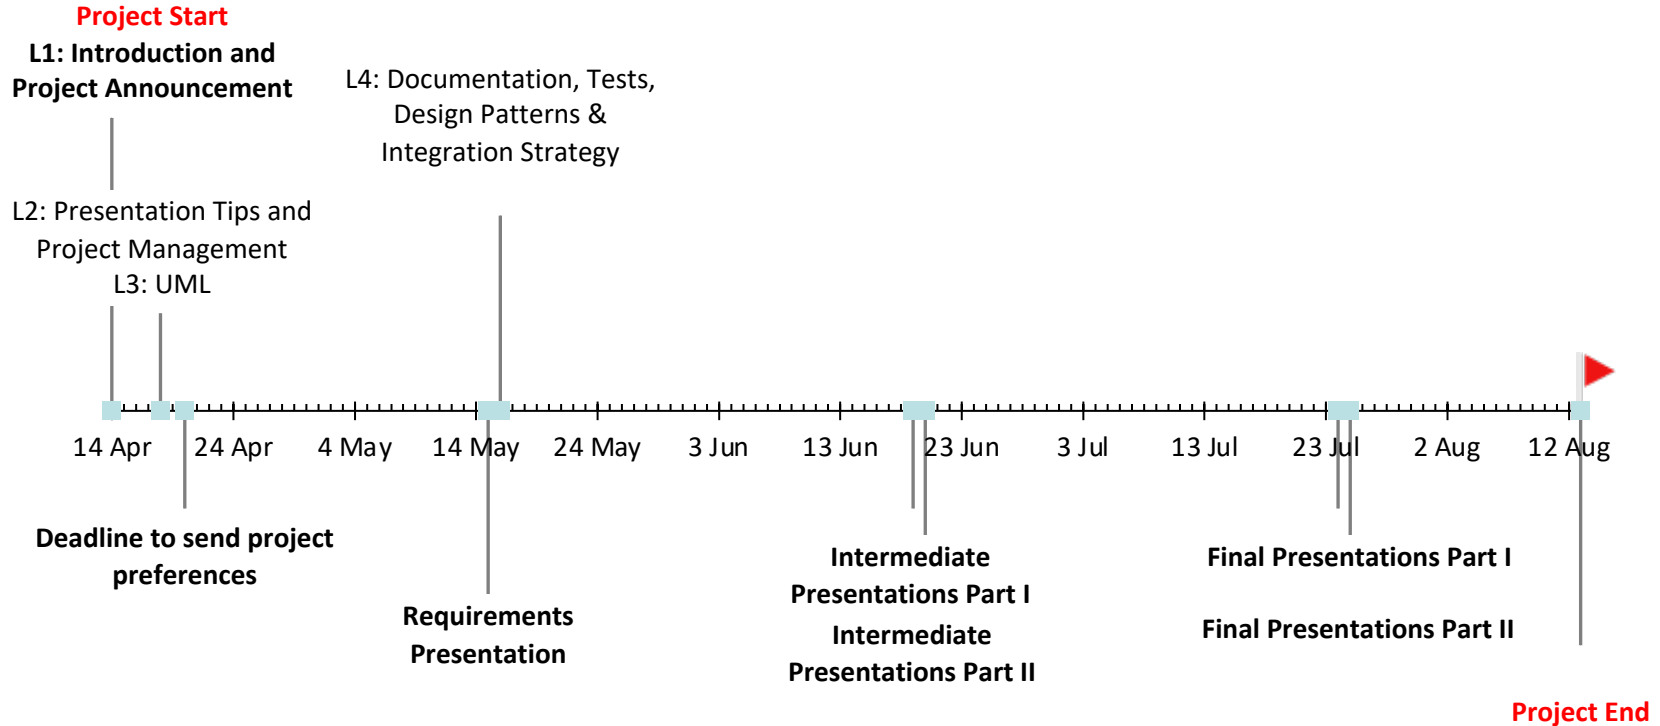 Project Start
L1: Introduction and
Project Announcement
L4: Documentation, Tests,
Design Patterns &
Integration Strategy
L2: Presentation Tips and
Project Management
L3: UML
14 Apr
24 Apr
4 May
14 May
24 May
3 Jun
13 Jun
23 Jun
3 Jul
13 Jul
23 Jul
2 Aug
12 Aug
Deadline to send project
preferences
Requirements
Presentation
Intermediate
Presentations Part I
Intermediate
Presentations Part II
Final Presentations Part I
Final Presentations Part II
Project End